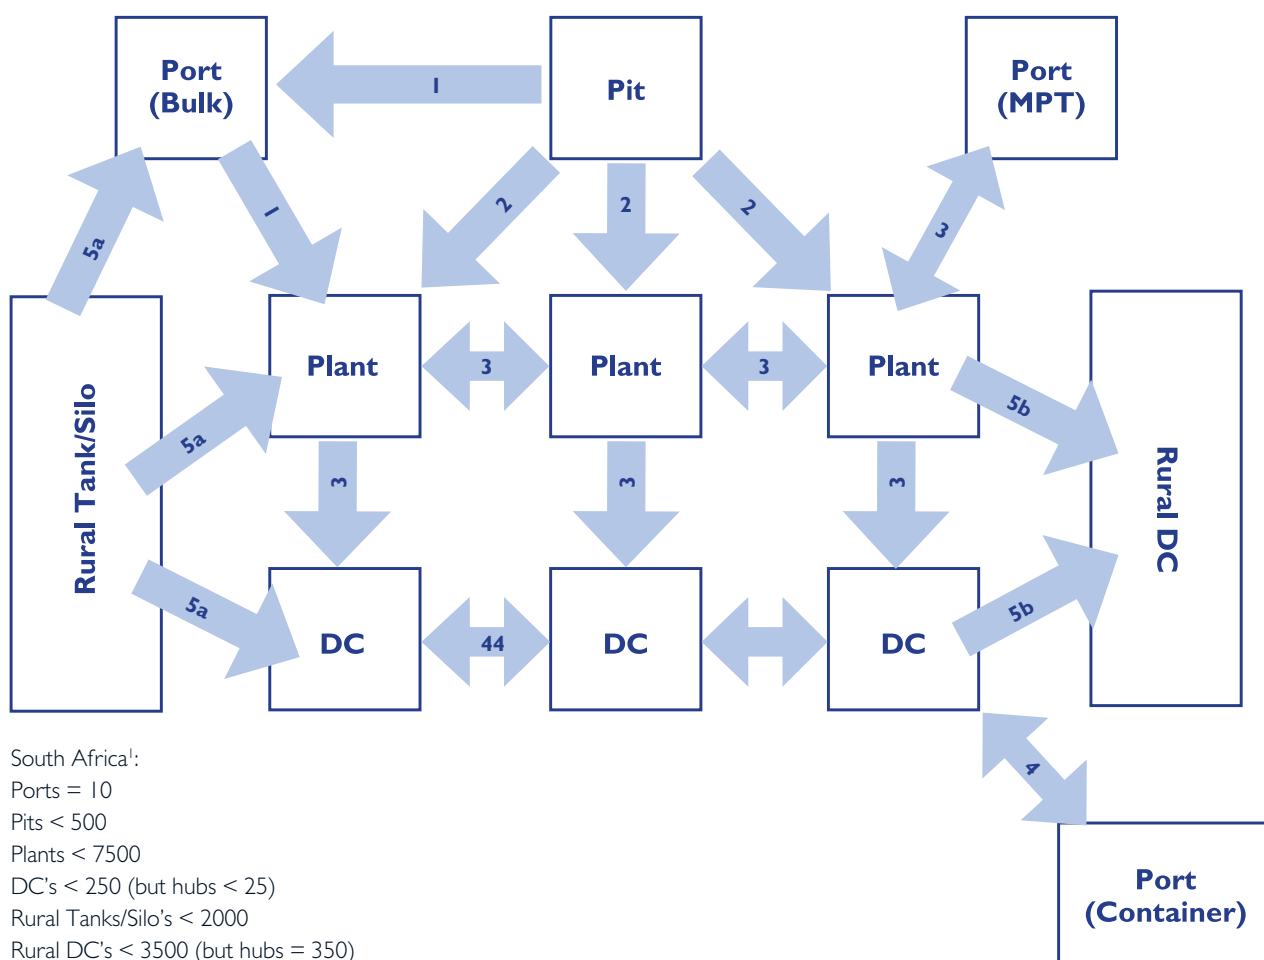 Port
(Bulk)
1
Pit
Port
(MPT)
5a
1
2
2
2
3
Rural Tank/Silo
Plant
3
Plant
3
Plant
5b
Rural DC
5a
3
3
3
5a
DC
44
DC
DC
5b
4
South Africa¹:
Ports = 10
Pits < 500
Plants < 7500
DC's < 250 (but hubs < 25)
Rural Tanks/Silo's < 2000
Rural DC's < 3500 (but hubs = 350)
Port
(Container)